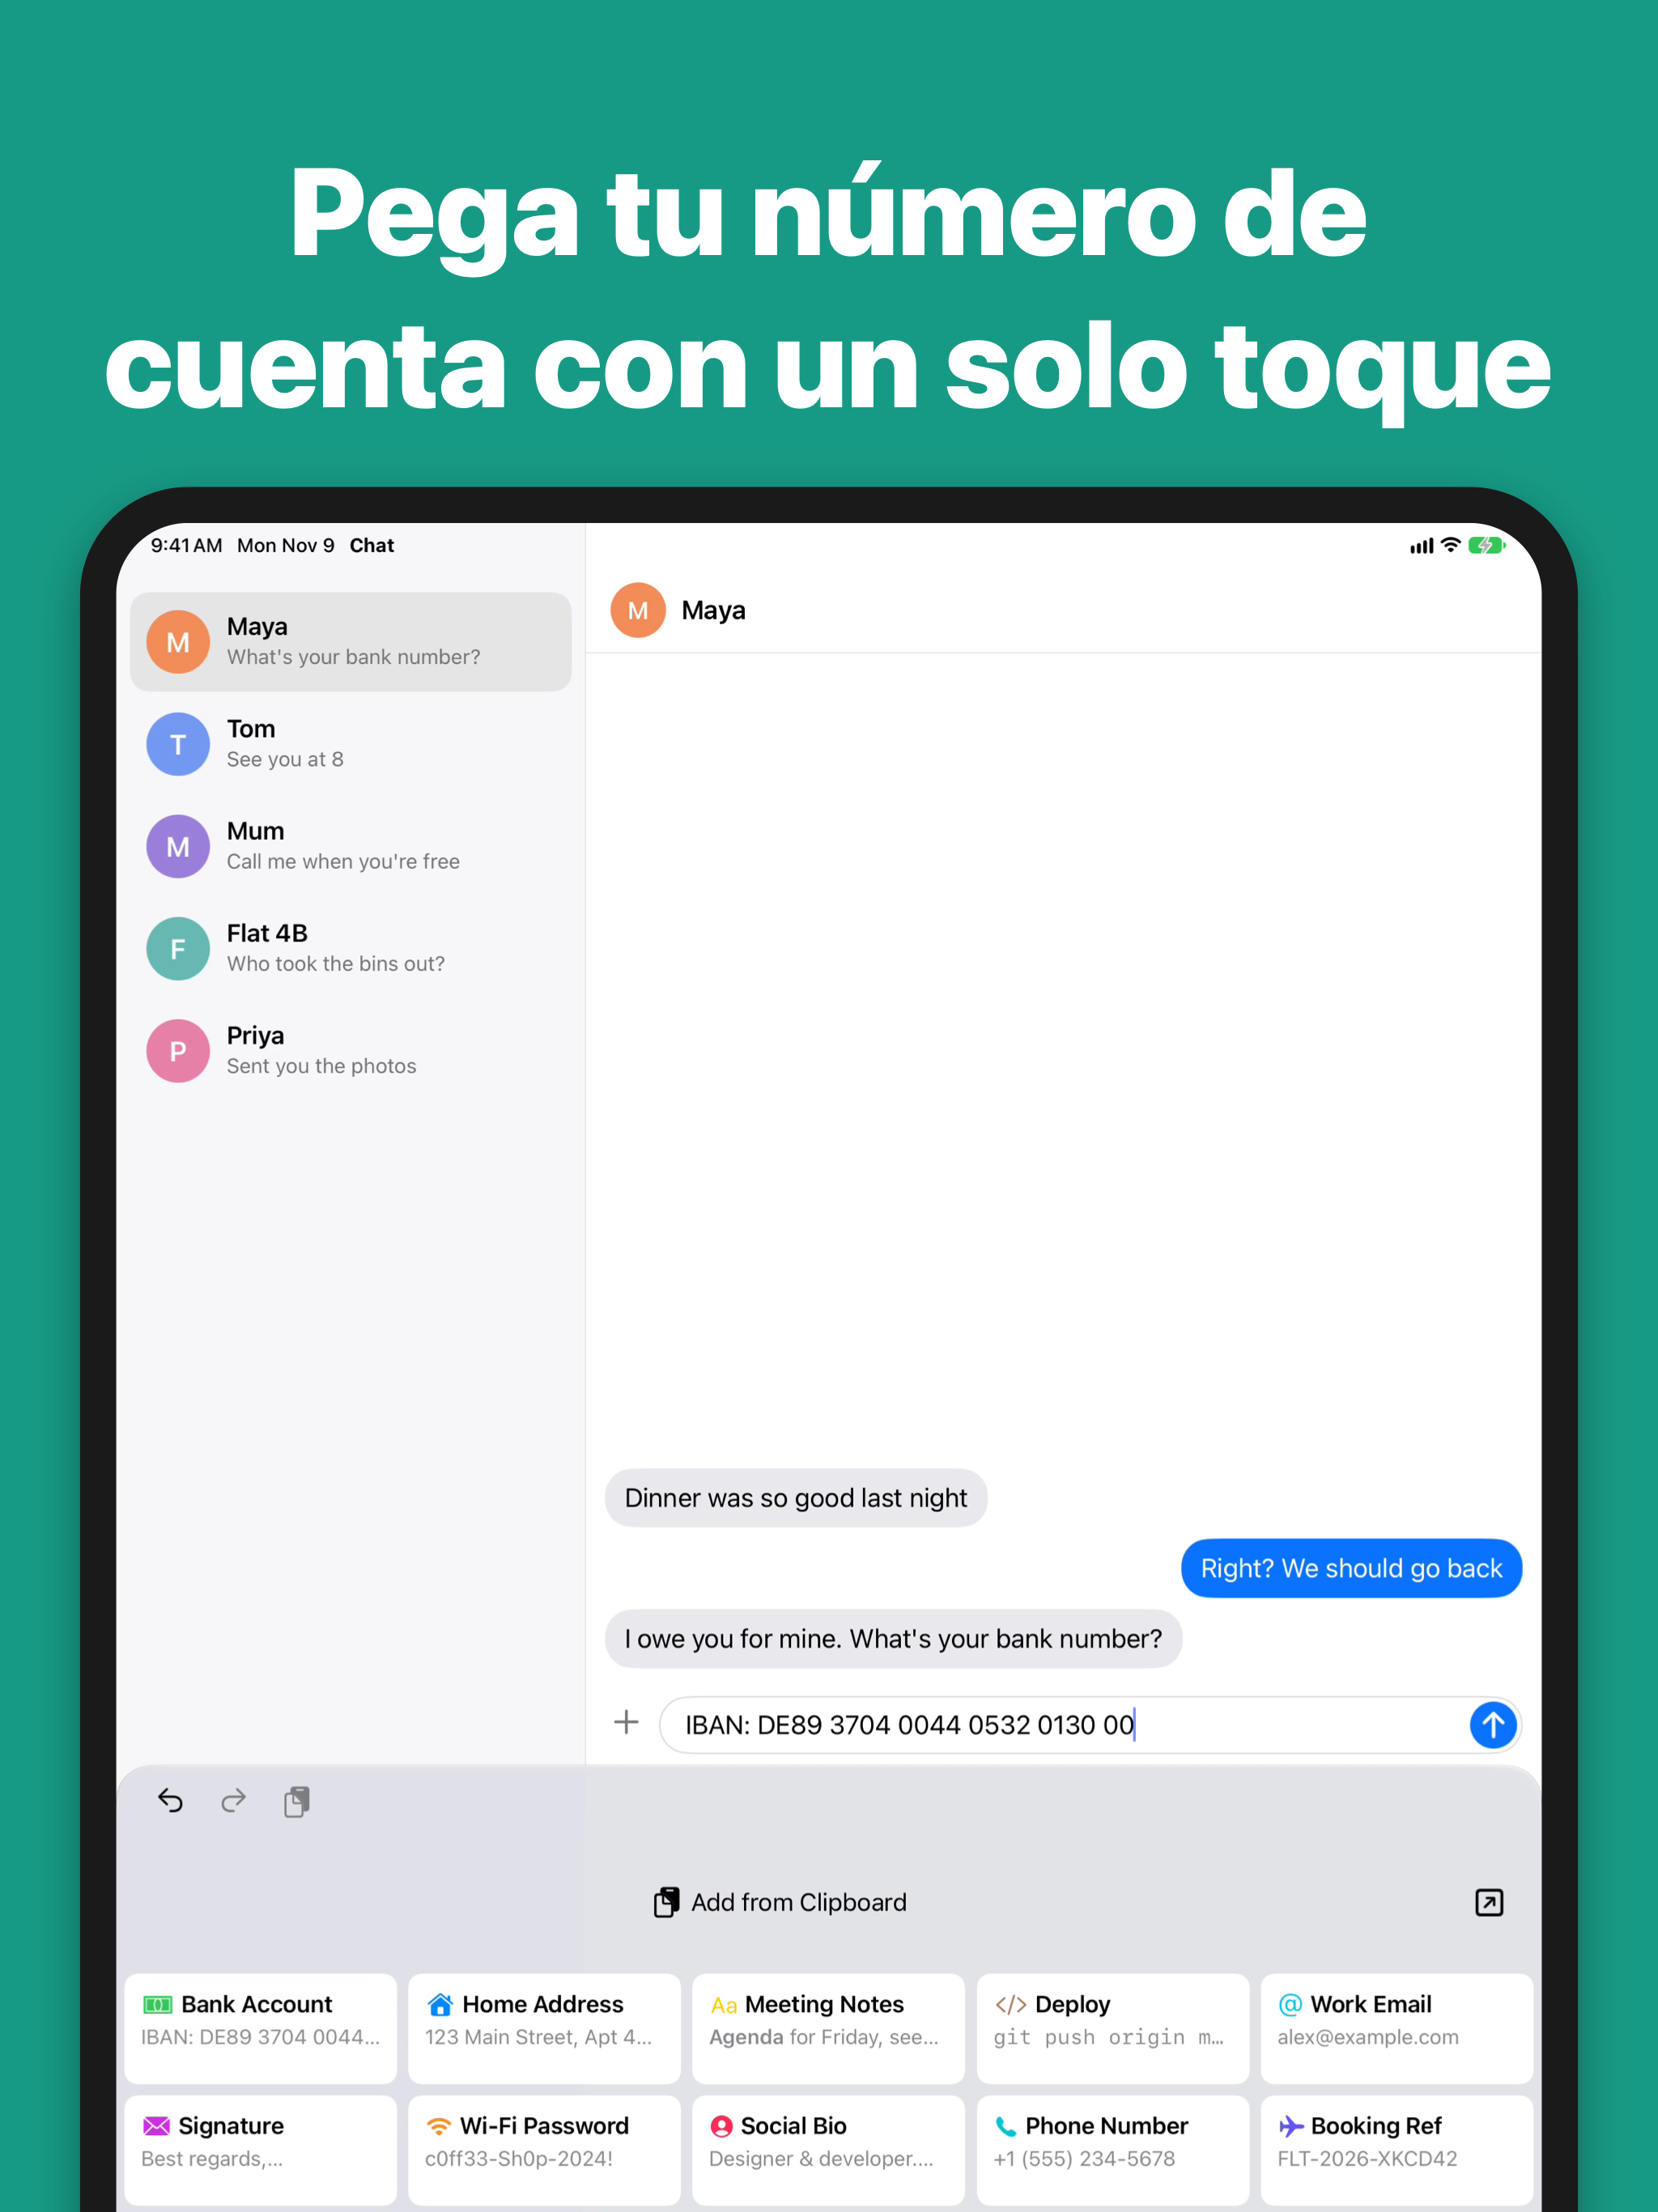 Pega tu número de
cuenta con un solo toque
9:41 AM Mon Nov 9 Chat
M
Maya
What's your bank number?
T
Tom
See you at 8
M
Mum
Call me when you're free
F
Flat 4B
Who took the bins out?
P
Priya
Sent you the photos
M Maya
Dinner was so good last night
Right? We should go back
I owe you for mine. What's your bank number?
IBAN: DE89 3704 0044 0532 0130 00
Add from Clipboard
Bank Account
IBAN: DE89 3704 0044...
Home Address
123 Main Street, Apt 4...
Aa Meeting Notes
Agenda for Friday, see...
</> Deploy
git push origin m...
@ Work Email
alex@example.com
Signature
Best regards,...
Wi-Fi Password
c0ff33-Sh0p-2024!
Social Bio
Designer & developer....
Phone Number
+1 (555) 234-5678
Booking Ref
FLT-2026-XKCD42